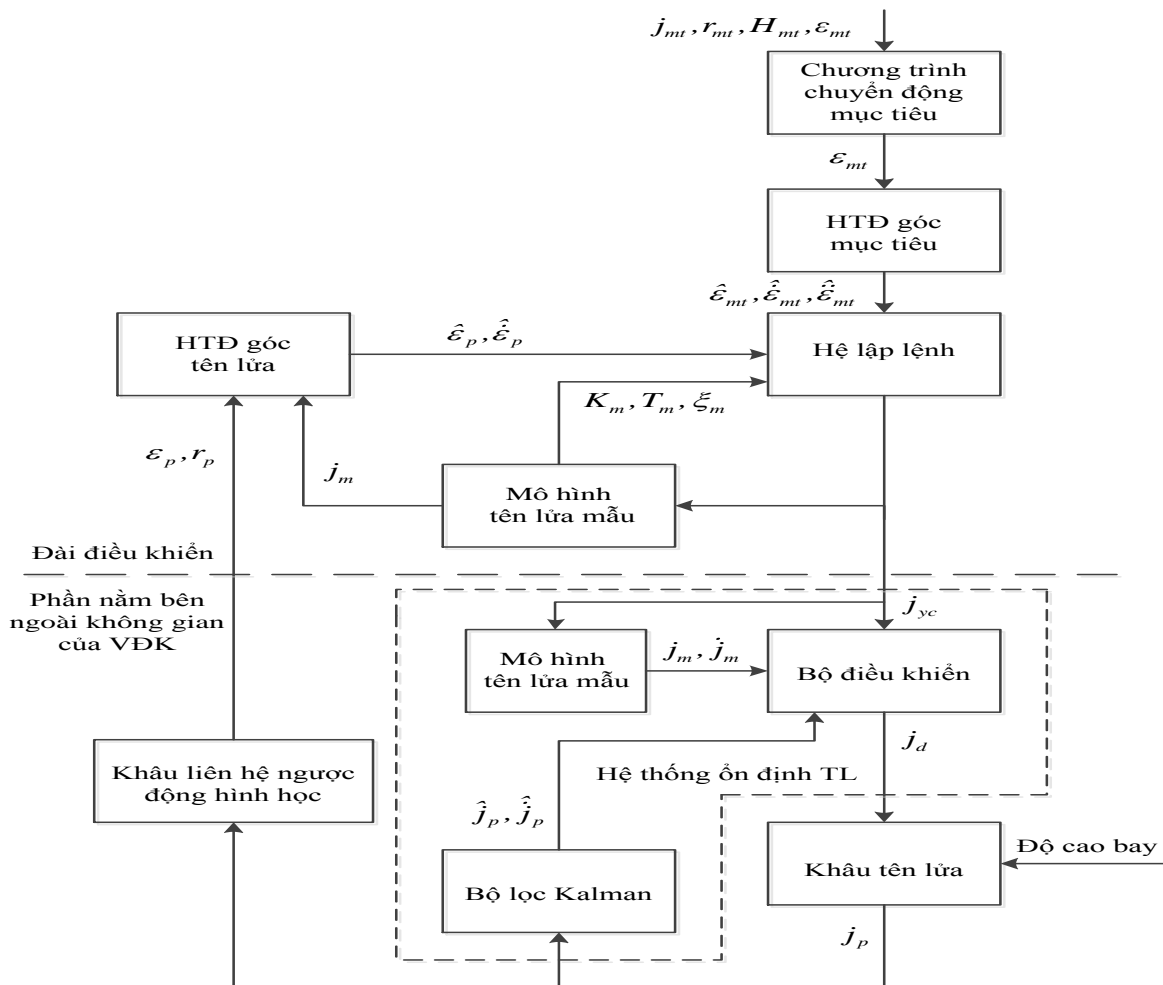 j_mt, r_mt, H_mt, ε_mt
Chương trình
chuyển động
mục tiêu
ε_mt
HTĐ góc
mục tiêu
ε̂_mt, ε̇̂_mt, ε̈̂_mt
HTĐ góc
tên lửa
ε̂_p, ε̇̂_p
Hệ lập lệnh
K_m, T_m, ξ_m
ε_p, r_p
j_m
Mô hình
tên lửa mẫu
Đài điều khiển
Phần nằm bên
ngoài không gian
của VĐK
j_yc
Mô hình
tên lửa mẫu
j_m, j̇_m
Bộ điều khiển
j_d
Khâu liên hệ ngược
động hình học
Hệ thống ổn định TL
ĵ_p, j̇̂_p
Độ cao bay
Khâu tên lửa
Bộ lọc Kalman
j_p